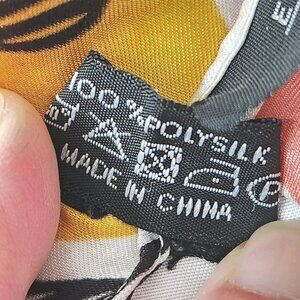 100% POLYSILK
P
MADE IN CHINA
E